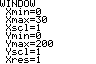 WINDOW
Xmin=0
Xmax=30
Xscl=1
Ymin=0
Ymax=200
Yscl=1
Xres=1